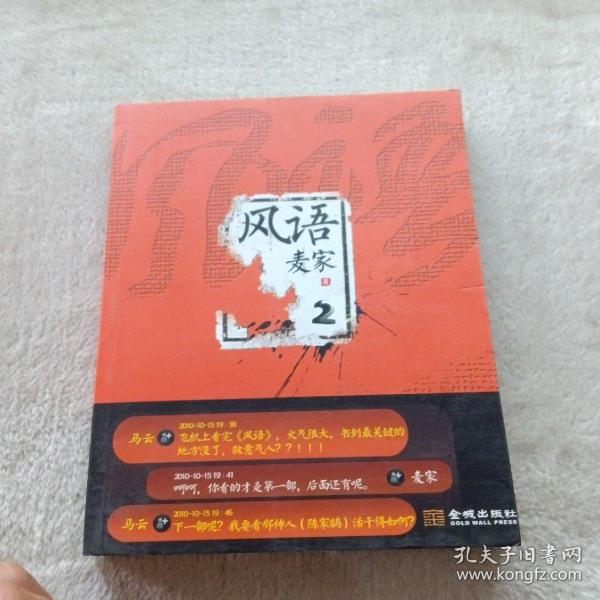 风语
风语
麦家
著
2
2010-10-15 19:38
马云 飞机上看完《风语》,火气很大,书到最关键的
地方没了,故意气人??!!!
2010-10-15 19:41
呵呵,你看的才是第一部,后面还有呢。 麦家
2010-10-15 19:46
马云 下一部呢?我要看那神人(陈家鹄)活干得如何?
金城出版社
GOLD WALL PRESS
孔夫子旧书网
www.kongfz.com